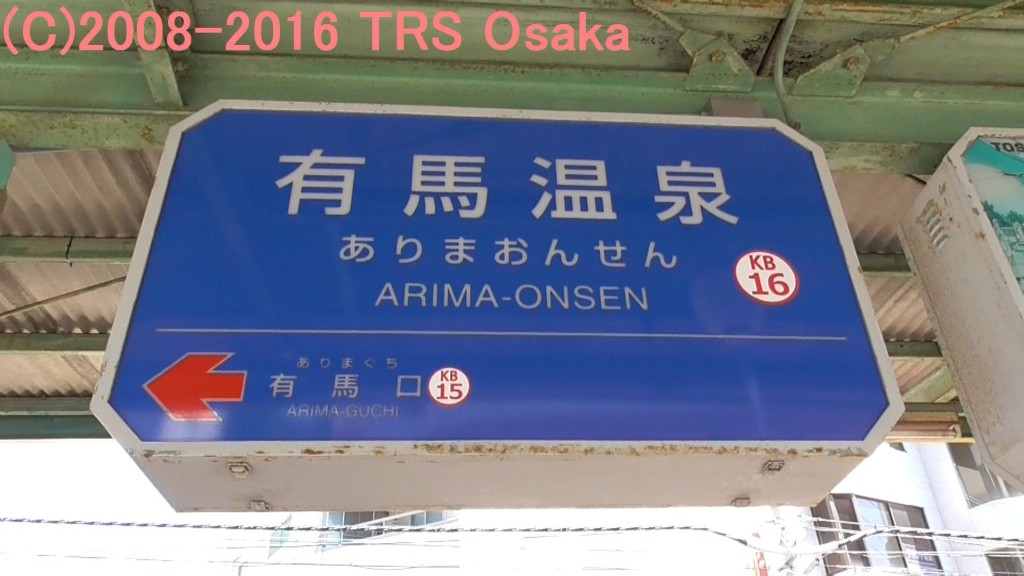 (C)2008-2016 TRS Osaka
有馬温泉
ありまおんせん
ARIMA-ONSEN
KB
16
ありまぐち
有馬口
ARIMA-GUCHI
KB
15
TOS